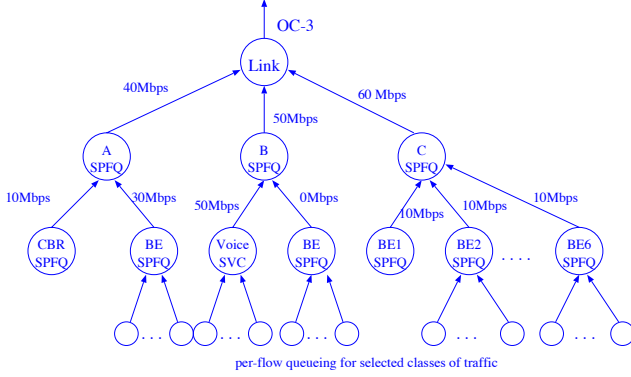 OC-3
Link
40Mbps
50Mbps
60 Mbps
A
SPFQ
B
SPFQ
C
SPFQ
10Mbps
30Mbps
50Mbps
0Mbps
10Mbps
10Mbps
10Mbps
CBR
SPFQ
BE
SPFQ
Voice
SVC
BE
SPFQ
BE1
SPFQ
BE2
SPFQ
. . . .
BE6
SPFQ
. . .
. . .
. . .
. . .
. . .
per-flow queueing for selected classes of traffic